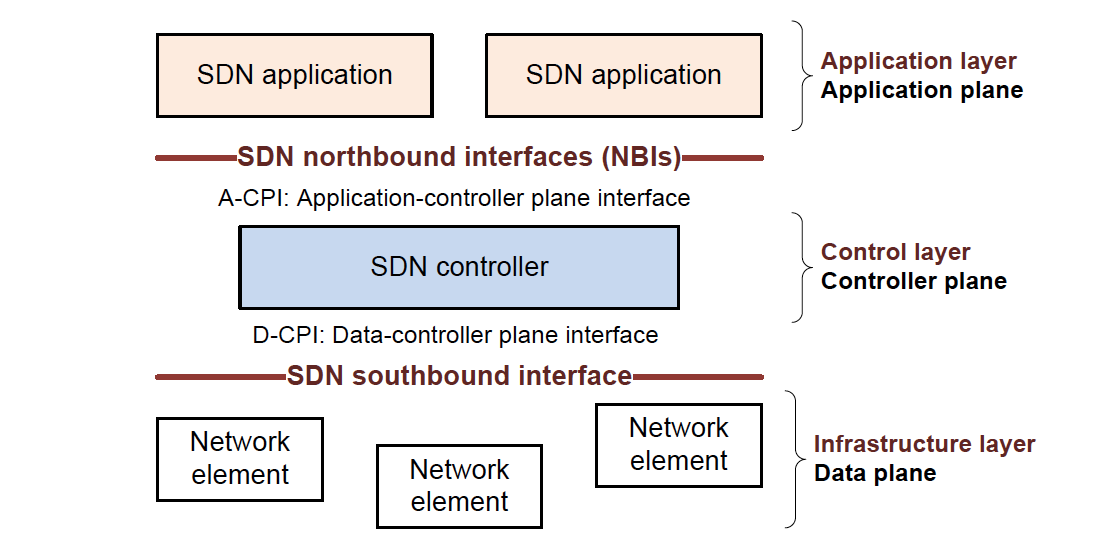 SDN application
SDN application
Application layer
Application plane
SDN northbound interfaces (NBIs)
A-CPI: Application-controller plane interface
SDN controller
Control layer
Controller plane
D-CPI: Data-controller plane interface
SDN southbound interface
Network
element
Network
element
Network
element
Infrastructure layer
Data plane